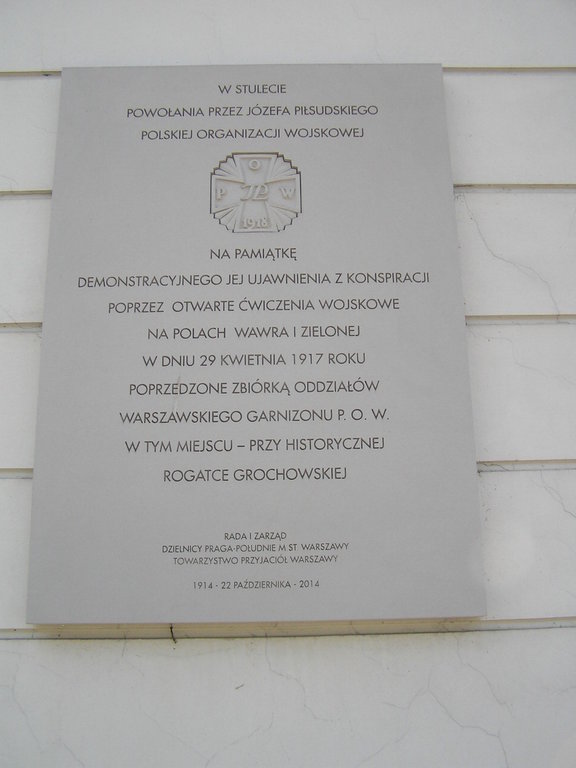 W STULECIE
POWOŁANIA PRZEZ JÓZEFA PIŁSUDSKIEGO
POLSKIEJ ORGANIZACJI WOJSKOWEJ
O
P JP W
1918
NA PAMIĄTKĘ
DEMONSTRACYJNEGO JEJ UJAWNIENIA Z KONSPIRACJI
POPRZEZ OTWARTE ĆWICZENIA WOJSKOWE
NA POLACH WAWRA I ZIELONEJ
W DNIU 29 KWIETNIA 1917 ROKU
POPRZEDZONE ZBIÓRKĄ ODDZIAŁÓW
WARSZAWSKIEGO GARNIZONU P. O. W.
W TYM MIEJSCU – PRZY HISTORYCZNEJ
ROGATCE GROCHOWSKIEJ
RADA I ZARZĄD
DZIELNICY PRAGA-POŁUDNIE M ST WARSZAWY
TOWARZYSTWO PRZYJACIÓŁ WARSZAWY
1914 - 22 PAŹDZIERNIKA - 2014